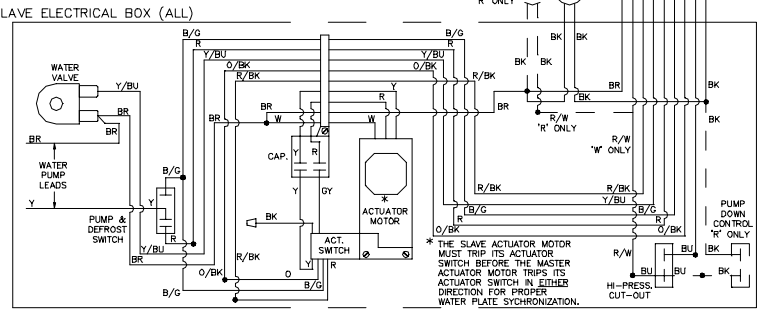 LAVE ELECTRICAL BOX (ALL)
'R' ONLY
B/G
R
Y/BU
O/BK
R/BK
B/G
R
Y/BU
O/BK
R/BK
BK
BK
BK
BK
BK
BR
BK
BK
BR
WATER
VALVE
Y/BU
BR
BK
BR
WATER
PUMP
LEADS
Y
B/G
PUMP &
DEFROST
SWITCH
R
Y/BU
BR
O/BK
B/G
R/BK
BR
BR
W
Y
R
CAP.
Y
R
Y
GY
BK
ACT.
SWITCH
Y
R
O
B/G
*
ACTUATOR
MOTOR
R/W
'R' ONLY
R/W
'W' ONLY
R/BK
R/BK
Y/BU
B/G
B/G
R
R
O/BK
O/BK
* THE SLAVE ACTUATOR MOTOR
MUST TRIP ITS ACTUATOR
SWITCH BEFORE THE MASTER
ACTUATOR MOTOR TRIPS ITS
ACTUATOR SWITCH IN EITHER
DIRECTION FOR PROPER
WATER PLATE SYCHRONIZATION.
R/W
BU
BU
BU
HI-PRESS.
CUT-OUT
PUMP
DOWN
CONTROL
'R' ONLY
BK
BK